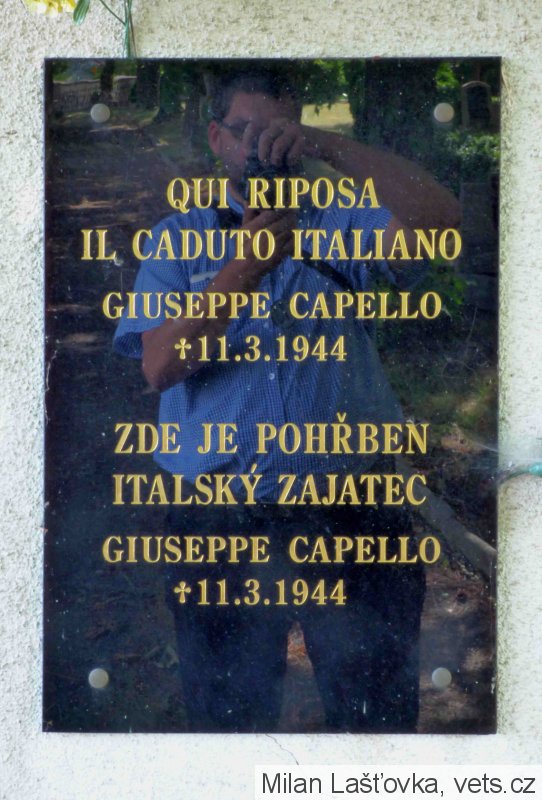 QUI RIPOSA
IL CADUTO ITALIANO
GIUSEPPE CAPELLO
†11.3.1944
ZDE JE POHŘBEN
ITALSKÝ ZAJATEC
GIUSEPPE CAPELLO
†11.3.1944
Milan Lašťovka, vets.cz